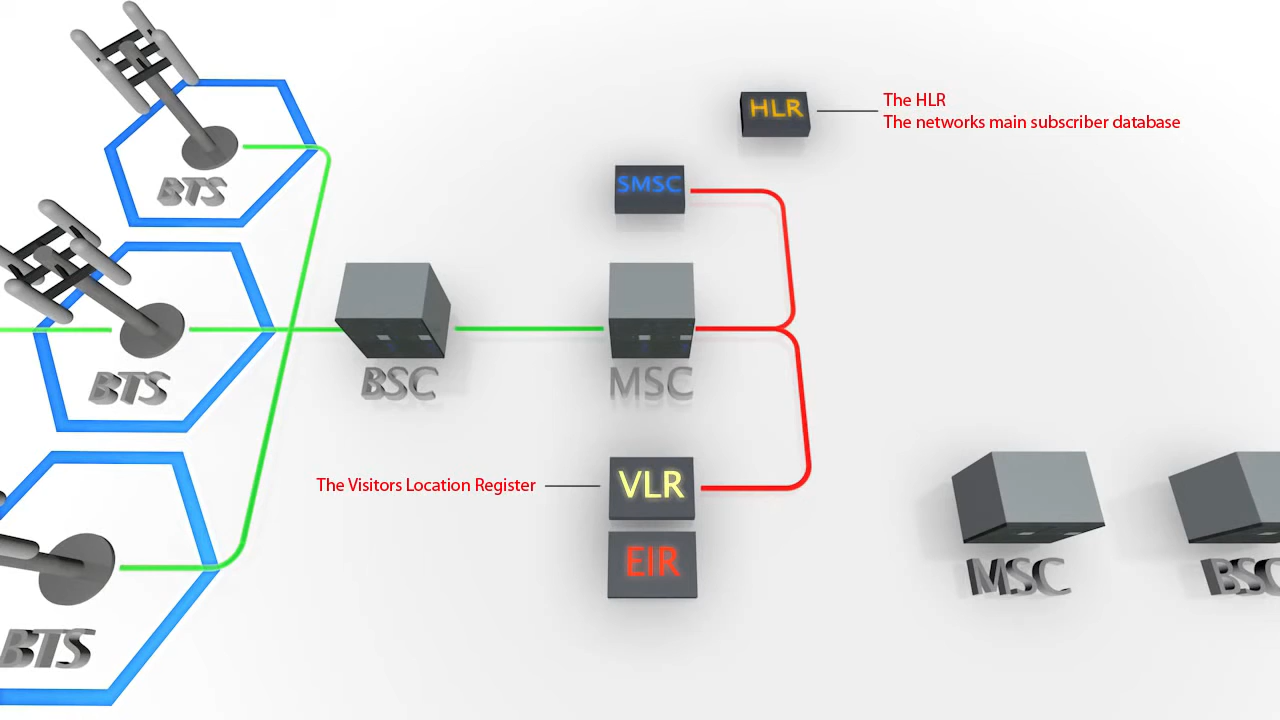 HLR
The HLR
The networks main subscriber database
BTS
SMSC
BTS
BSC
MSC
The Visitors Location Register
VLR
EIR
MSC
BTS